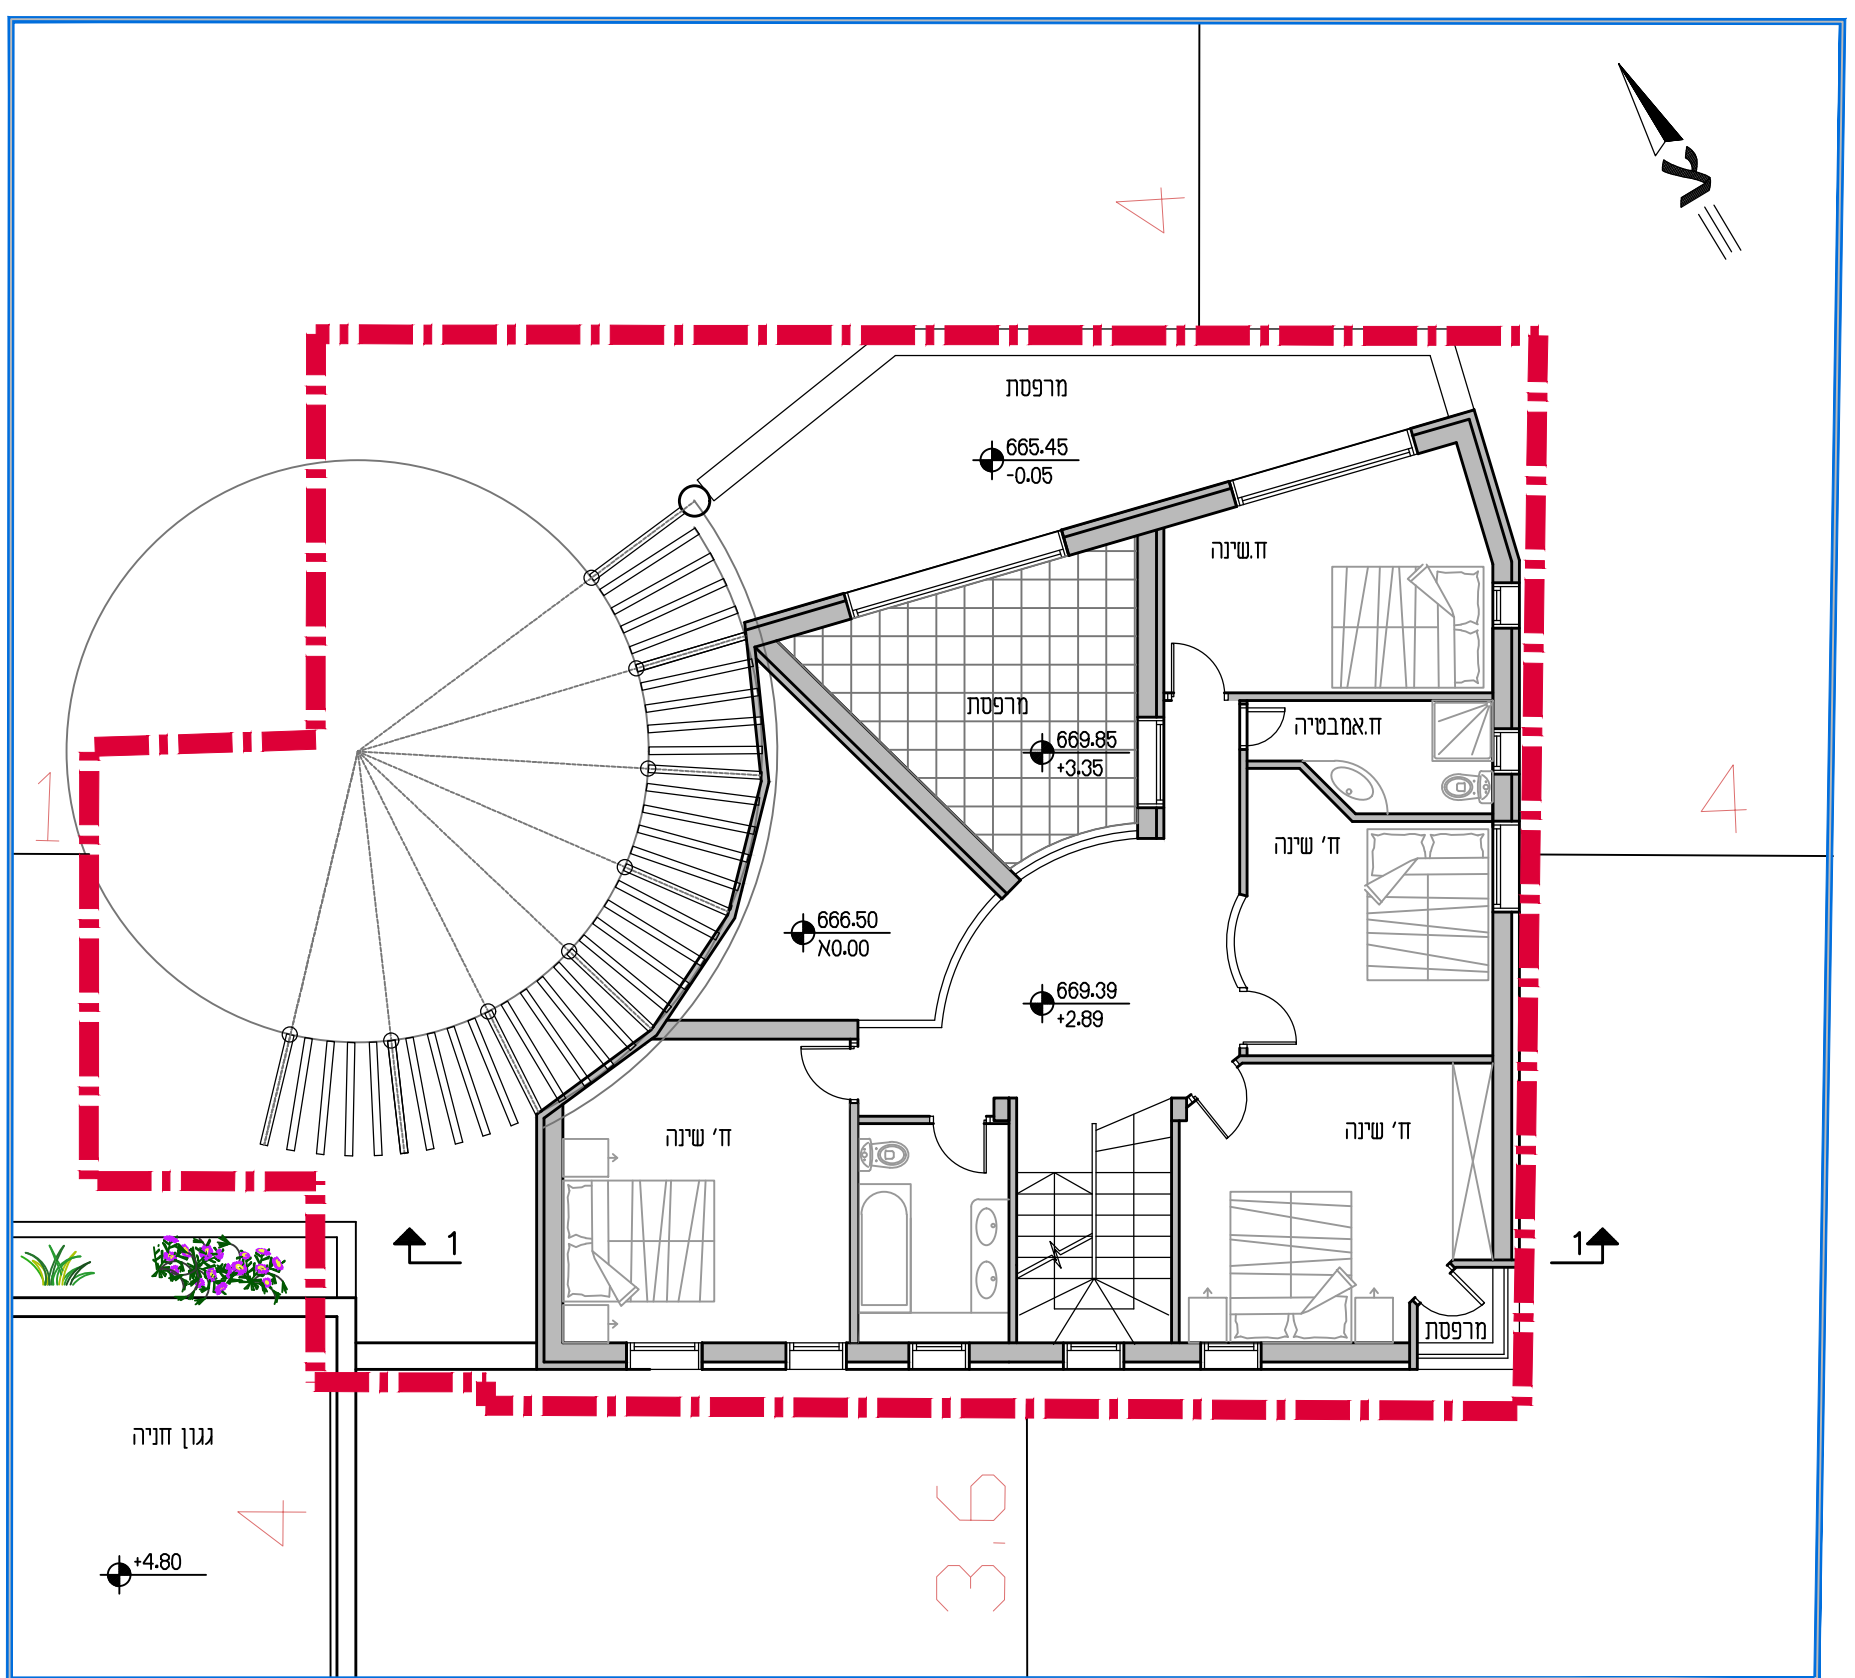 4
מרפסת
665.45
-0.05
ח.שינה
מרפסת
669.85
+3.35
ח.אמבטיה
1
4
ח' שינה
666.50
א0.00
669.39
+2.89
ח' שינה
ח' שינה
1
1
מרפסת
גגון חניה
4
3.6
+4.80